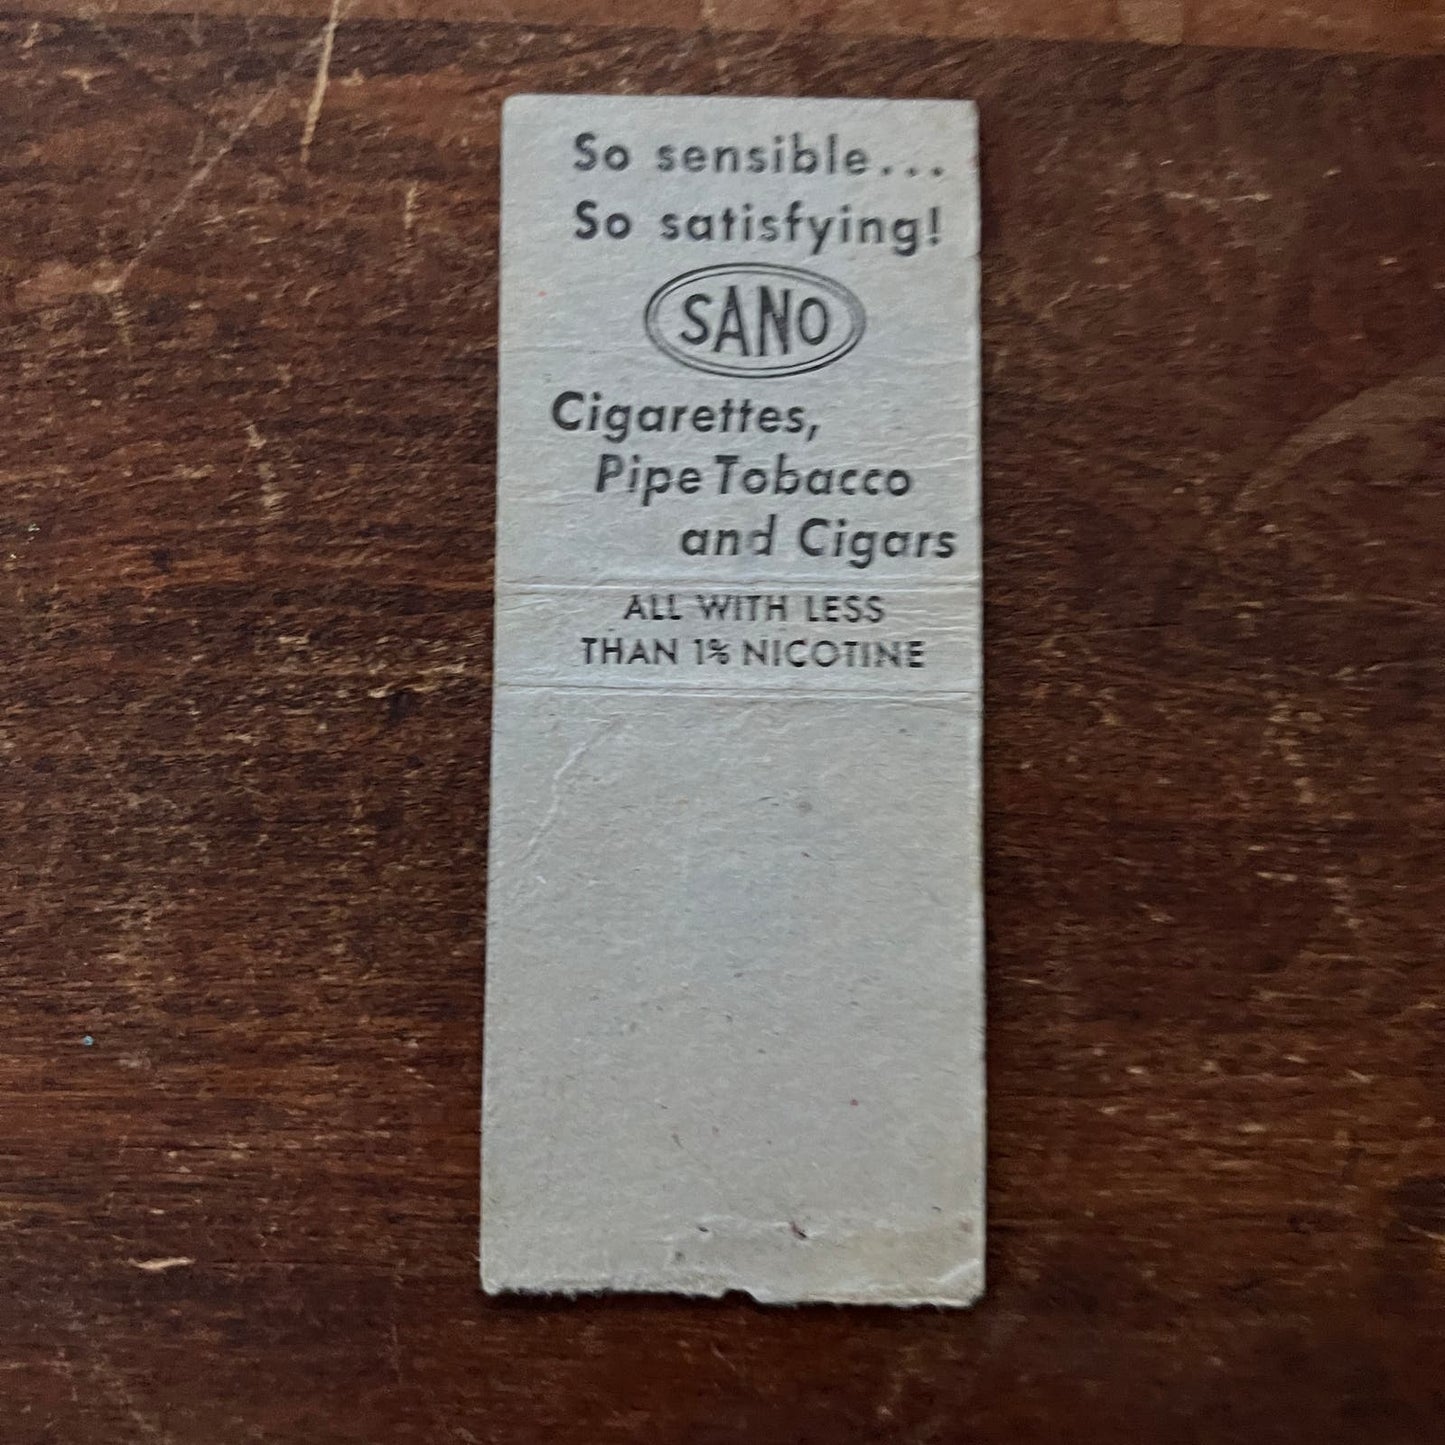 So sensible...
So satisfying!
SANO
Cigarettes,
Pipe Tobacco
and Cigars
ALL WITH LESS
THAN 1% NICOTINE